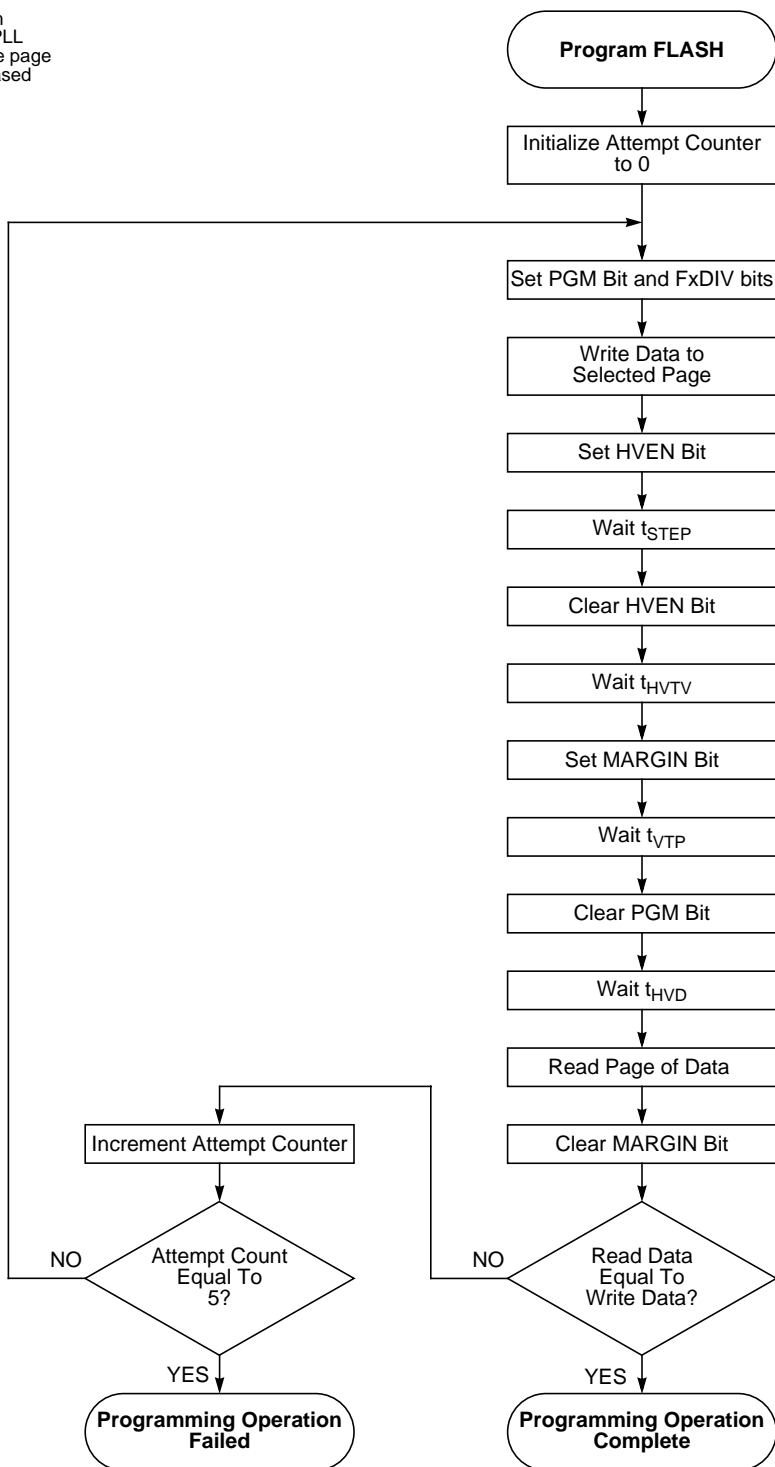 PLL
page
Program FLASH
Initialize Attempt Counter
to 0
Set PGM Bit and FxDIV bits
Write Data to
Selected Page
Set HVEN Bit
Wait tSTEP
Clear HVEN Bit
Wait tHVTV
Set MARGIN Bit
Wait tVTP
Clear PGM Bit
Wait tHVD
Read Page of Data
Increment Attempt Counter
Clear MARGIN Bit
NO
Attempt Count
Equal To
5?
NO
Read Data
Equal To
Write Data?
YES
YES
Programming Operation
Failed
Programming Operation
Complete